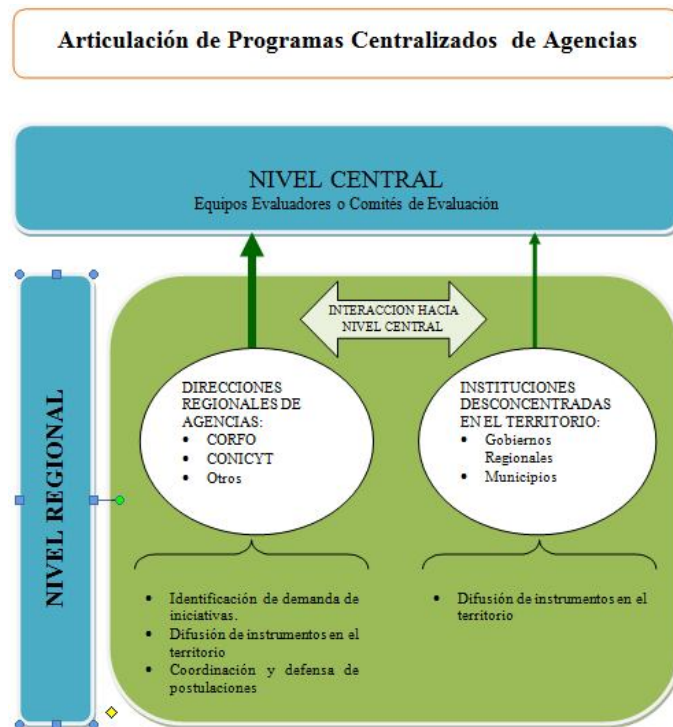 Articulación de Programas Centralizados de Agencias
NIVEL CENTRAL
Equipos Evaluadores o Comités de Evaluación
NIVEL REGIONAL
INTERACCION HACIA
NIVEL CENTRAL
DIRECCIONES
REGIONALES DE
AGENCIAS:
• CORFO
• CONICYT
• Otros
INSTITUCIONES
DESCONCENTRADAS
EN EL TERRITORIO:
• Gobiernos
Regionales
• Municipios
• Identificación de demanda de
iniciativas.
• Difusión de instrumentos en el
territorio
• Coordinación y defensa de
postulaciones
• Difusión de instrumentos en el
territorio